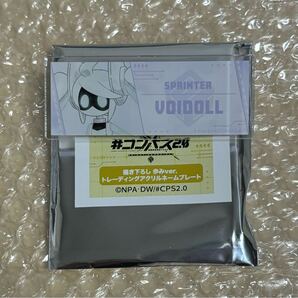 SPRINTER
VOIDOLL
#コンパス2.0
描き下ろし 歩みver.
トレーディングアクリルネームプレート
©NPA・DW/#CPS2.0